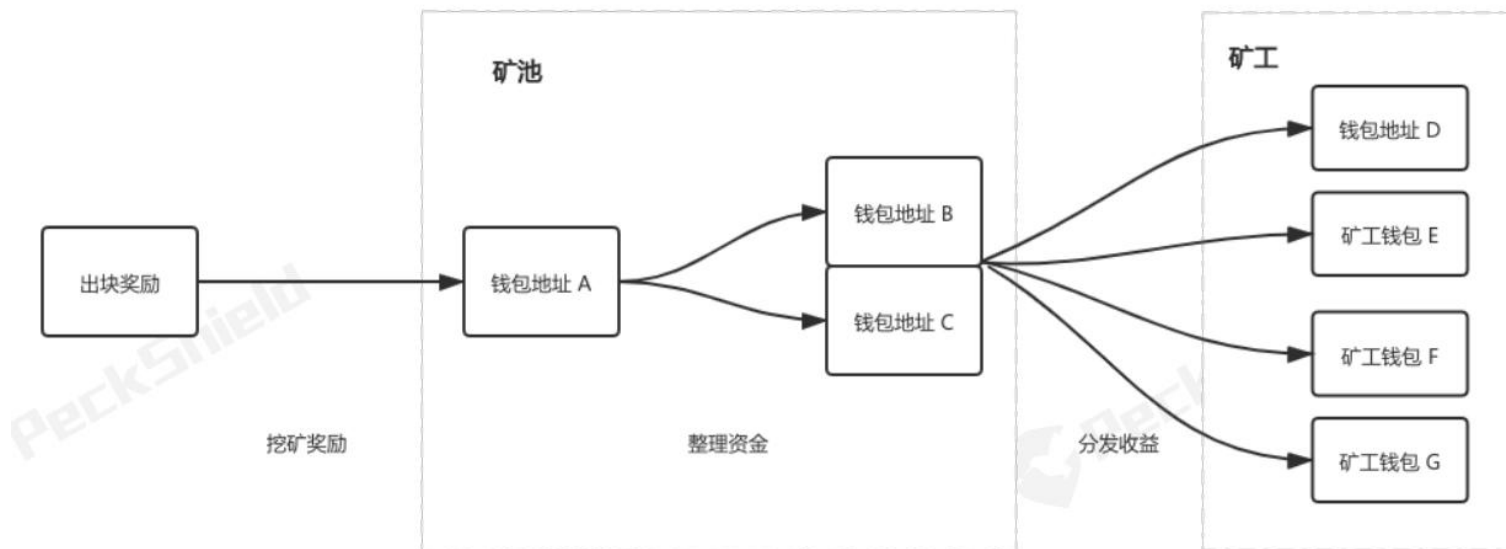 矿池
矿工
钱包地址 D
钱包地址 B
矿工钱包 E
出块奖励
钱包地址 A
钱包地址 C
矿工钱包 F
挖矿奖励
整理资金
分发收益
矿工钱包 G
PeckShield
Peck